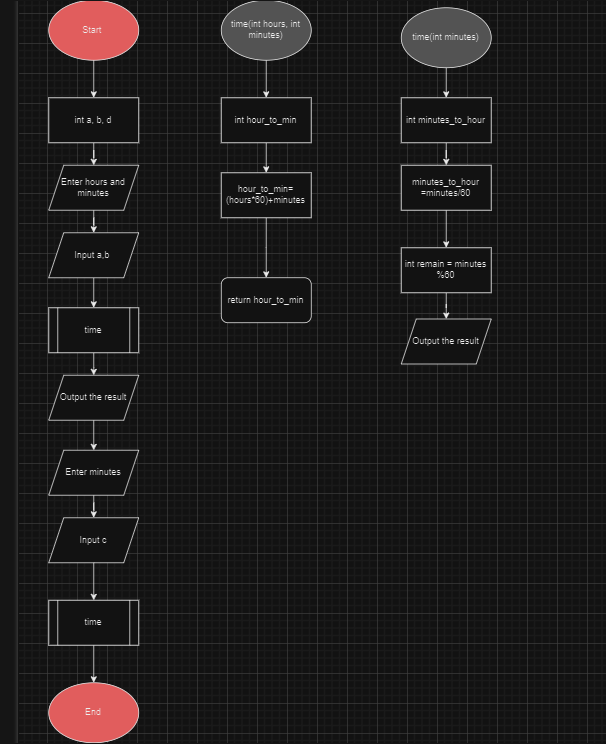 Start
int a, b, d
Enter hours and
minutes
Input a,b
time
Output the result
Enter minutes
Input c
time
End
time(int hours, int
minutes)
int hour_to_min
hour_to_min=
(hours*60)+minutes
return hour_to_min
time(int minutes)
int minutes_to_hour
minutes_to_hour
=minutes/60
int remain = minutes
%60
Output the result